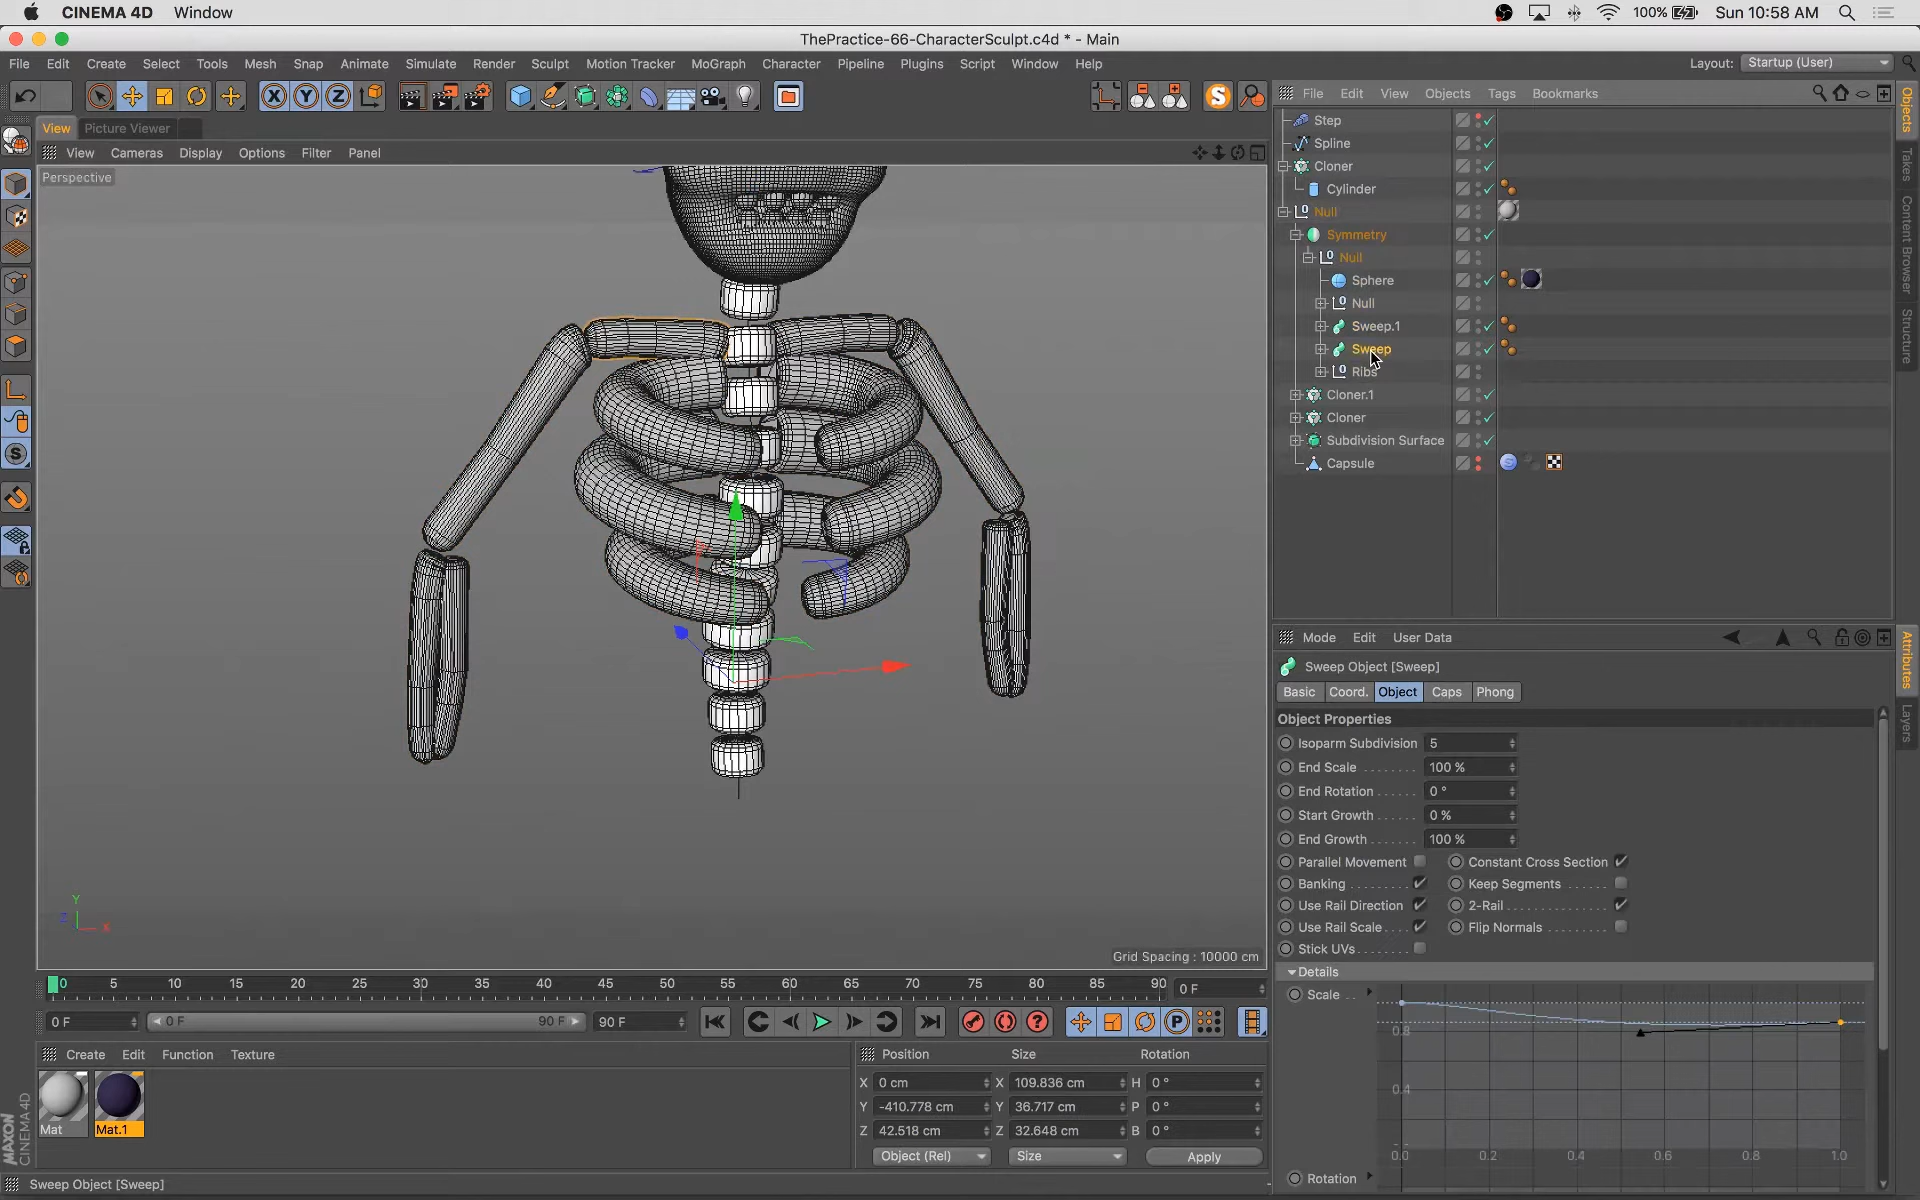 CINEMA 4D Window 100% Sun 10:58 AM
ThePractice-66-CharacterSculpt.c4d * - Main
File Edit Create Select Tools Mesh Snap Animate Simulate Render Sculpt Motion Tracker MoGraph Character Pipeline Plugins Script Window Help Layout: Startup (User)
X Y Z S
File Edit View Objects Tags Bookmarks
View Picture Viewer
View Cameras Display Options Filter Panel
Perspective
Step
Spline
Cloner
Cylinder
Null
Symmetry
Null
Sphere
Null
Sweep.1
Sweep
Ribs
Cloner.1
Cloner
Subdivision Surface
Capsule
Objects
Takes
Content Browser
Structure
Mode Edit User Data
Attributes
Layers
Sweep Object [Sweep]
Basic Coord. Object Caps Phong
Object Properties
Isoparm Subdivision 5
End Scale 100 %
End Rotation 0 °
Start Growth 0 %
End Growth 100 %
Parallel Movement Constant Cross Section
Banking Keep Segments
Use Rail Direction 2-Rail
Use Rail Scale Flip Normals
Stick UVs
Details
Scale
0.8
0.4
0.0 0.2 0.4 0.6 0.8 1.0
Rotation
Y
Z X
Grid Spacing : 10000 cm
0 5 10 15 20 25 30 35 40 45 50 55 60 65 70 75 80 85 90 0 F
0 F 0 F 90 F 90 F
P
Create Edit Function Texture
Mat Mat.1
Position Size Rotation
X 0 cm X 109.836 cm H 0 °
Y -410.778 cm Y 36.717 cm P 0 °
Z 42.518 cm Z 32.648 cm B 0 °
Object (Rel) Size Apply
MAXON
CINEMA 4D
Sweep Object [Sweep]